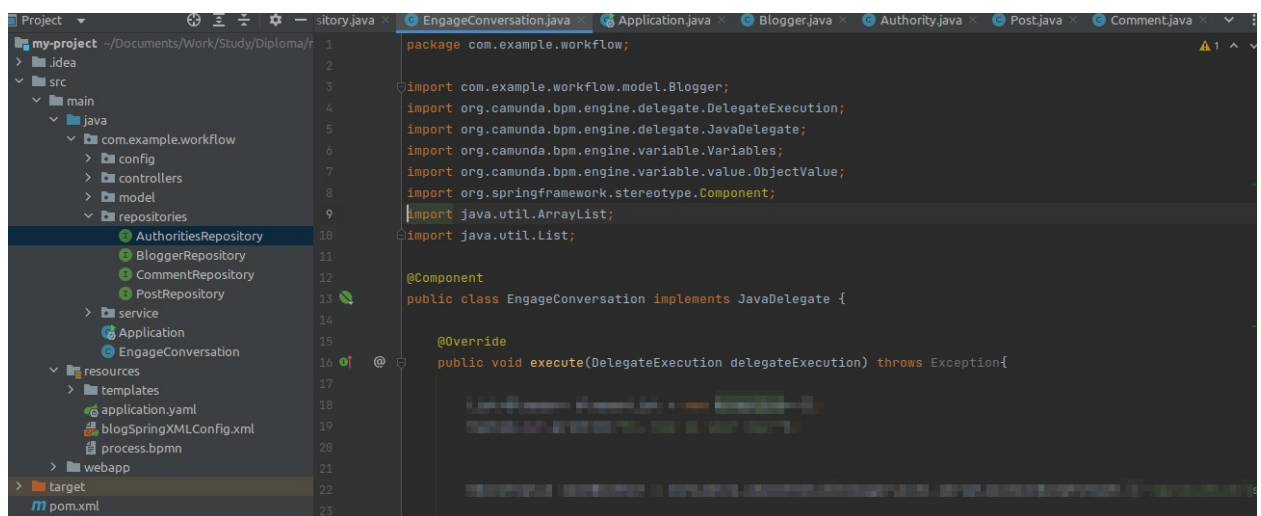 Project
sitory.java EngageConversation.java Application.java Blogger.java Authority.java Post.java Comment.java
my-project ~/Documents/Work/Study/Diploma/r
.idea
src
main
java
com.example.workflow
config
controllers
model
repositories
AuthoritiesRepository
BloggerRepository
CommentRepository
PostRepository
service
Application
EngageConversation
resources
templates
application.yaml
blogSpringXMLConfig.xml
process.bpmn
webapp
target
pom.xml
1 package com.example.workflow;
1
2
3 import com.example.workflow.model.Blogger;
4 import org.camunda.bpm.engine.delegate.DelegateExecution;
5 import org.camunda.bpm.engine.delegate.JavaDelegate;
6 import org.camunda.bpm.engine.variable.Variables;
7 import org.camunda.bpm.engine.variable.value.ObjectValue;
8 import org.springframework.stereotype.Component;
9 import java.util.ArrayList;
10 import java.util.List;
11
12 @Component
13 public class EngageConversation implements JavaDelegate {
14
15 @Override
16 @ public void execute(DelegateExecution delegateExecution) throws Exception{
17
18
19
20
21
22
23